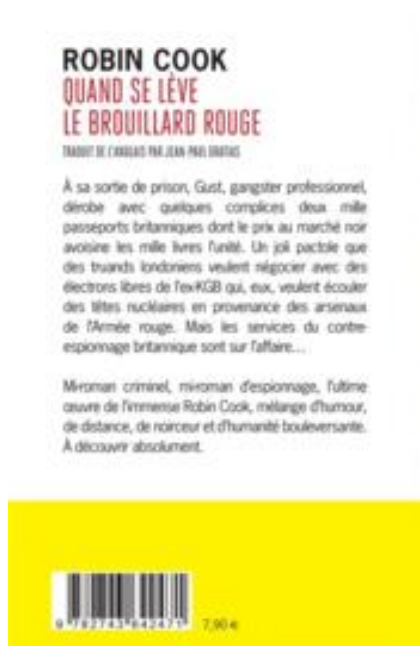 ROBIN COOK
QUAND SE LÈVE
LE BROUILLARD ROUGE
TRADUIT DE L'ANGLAIS PAR JEAN-PAUL GRATIAS
À sa sortie de prison, Gust, gangster professionnel,
dérobe avec quelques complices deux mille
passeports britanniques dont le prix au marché noir
avoisine les mille livres l'unité. Un joli pactole que
des truands londoniens veulent négocier avec des
électrons libres de l'ex-KGB qui, eux, veulent écouler
des têtes nucléaires en provenance des arsenaux
de l'Armée rouge. Mais les services du contre-
espionnage britannique sont sur l'affaire…
Mi-roman criminel, mi-roman d'espionnage, l'ultime
œuvre de l'immense Robin Cook, mélange d'humour,
de distance, de noirceur et d'humanité bouleversante.
À découvrir absolument.
9 782743 642471
7,90 €